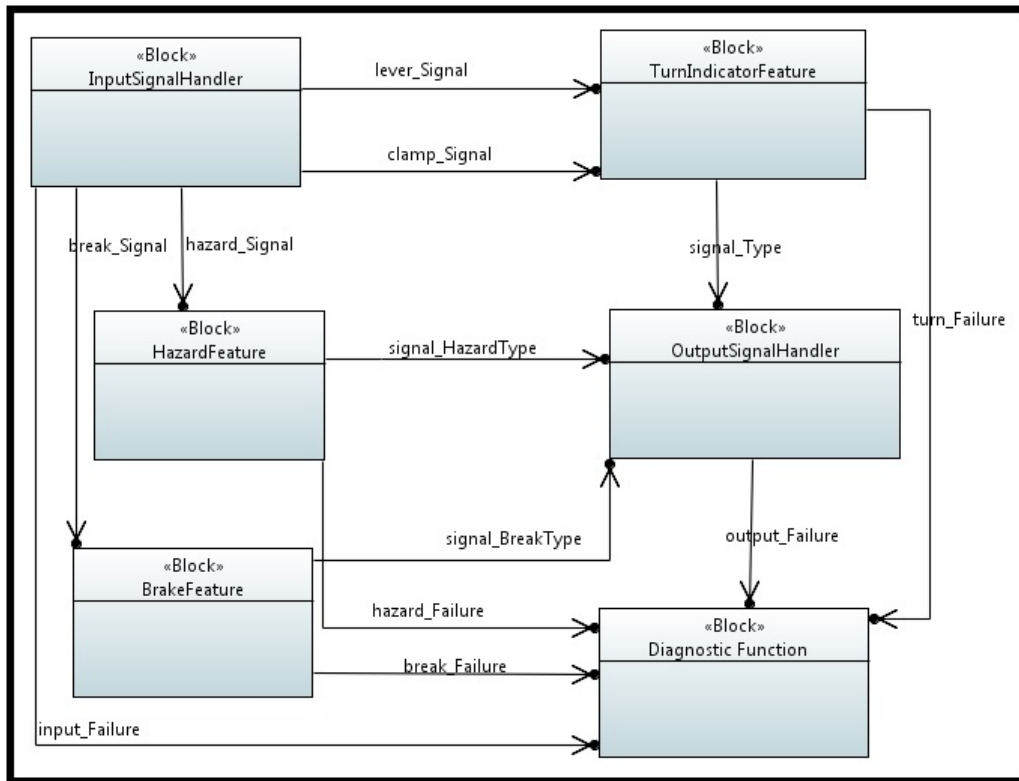 «Block»
InputSignalHandler
lever_Signal
«Block»
TurnIndicatorFeature
clamp_Signal
break_Signal
hazard_Signal
signal_Type
«Block»
HazardFeature
signal_HazardType
«Block»
OutputSignalHandler
turn_Failure
signal_BreakType
output_Failure
«Block»
BrakeFeature
hazard_Failure
«Block»
Diagnostic Function
break_Failure
input_Failure